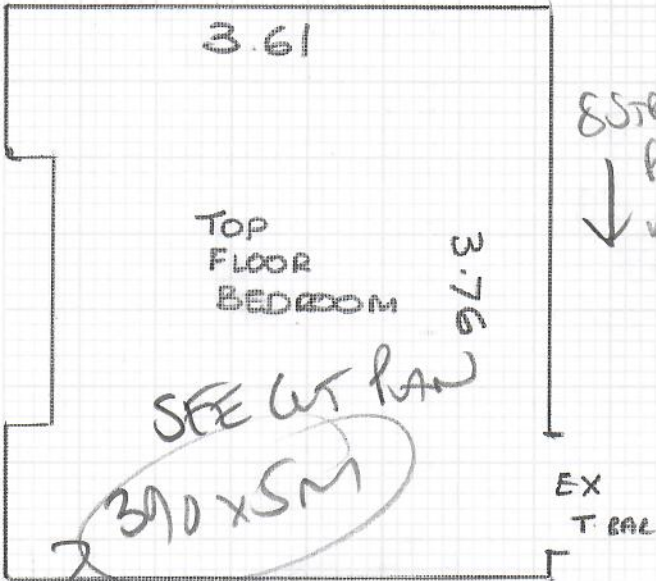 3.61
TOP
FLOOR
BEDROOM
3.76
SEE CUT PLAN
390 x 5M
EX
T. BAR